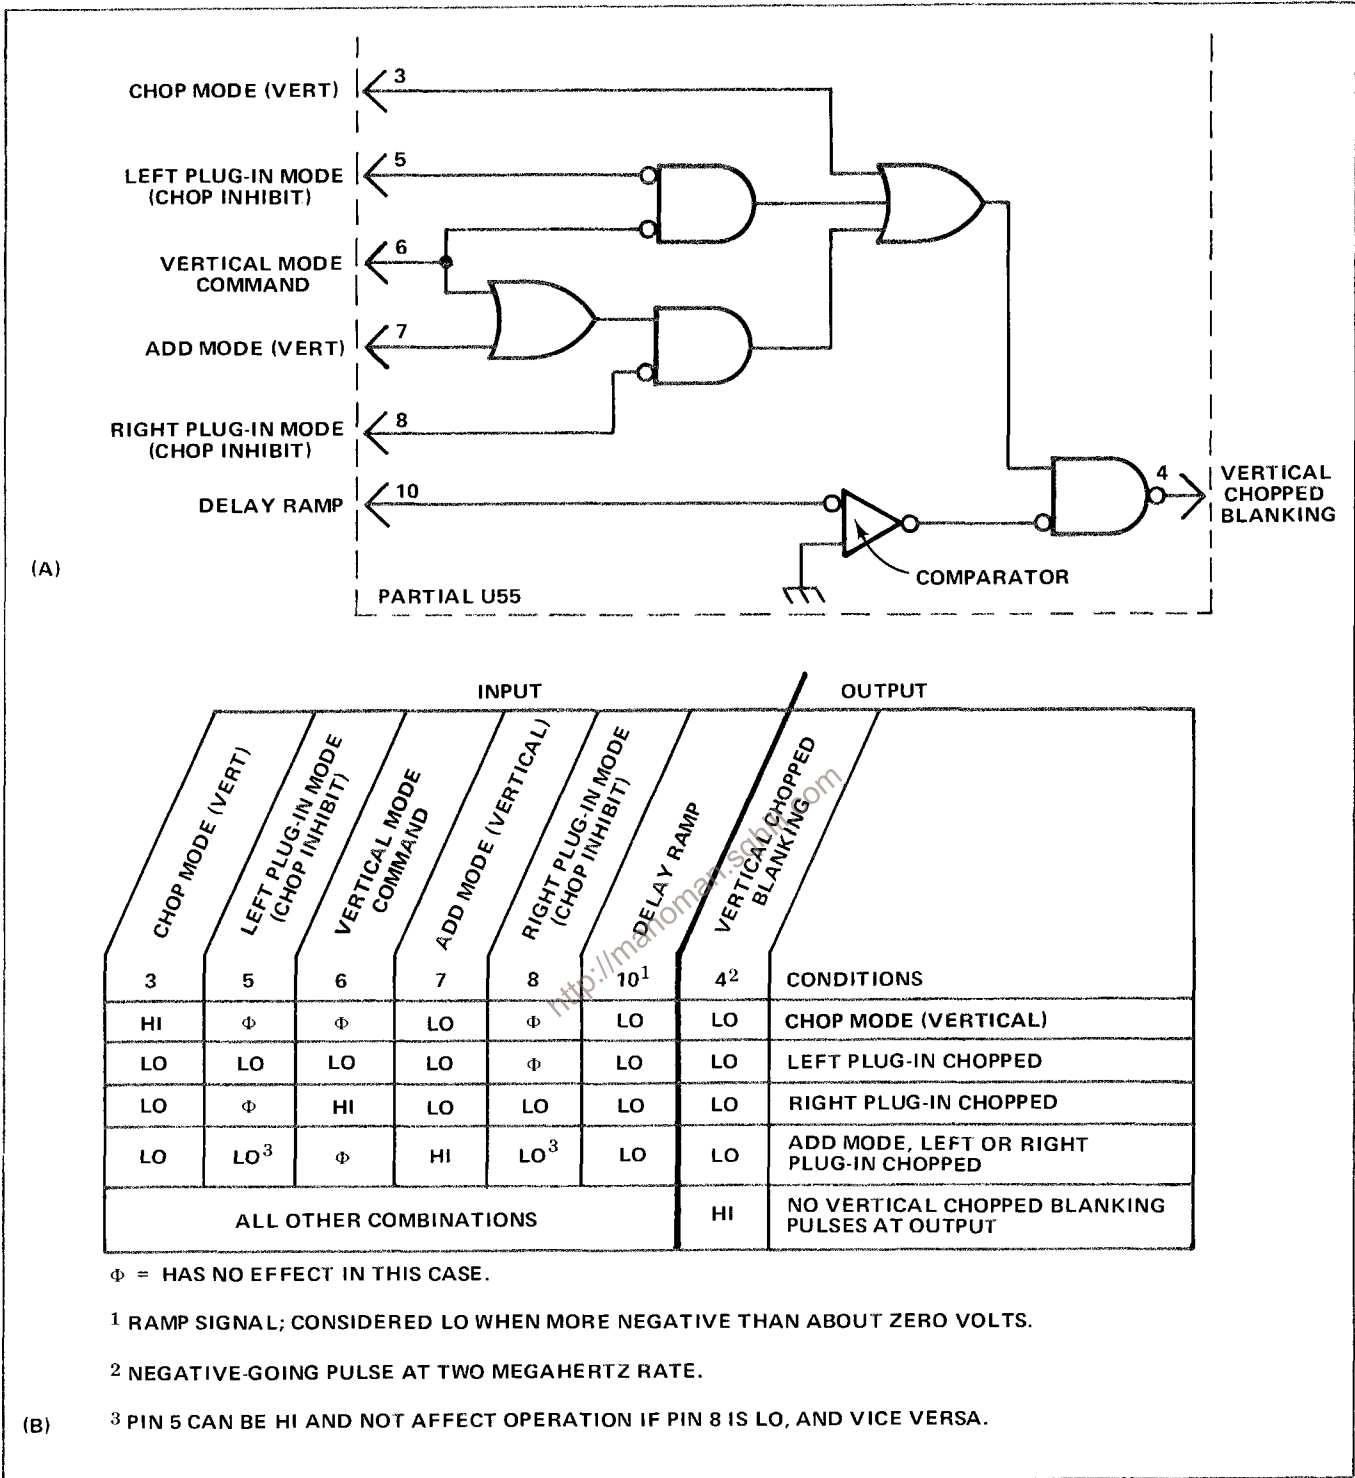 CHOP MODE (VERT)
3
LEFT PLUG-IN MODE
(CHOP INHIBIT)
5
VERTICAL MODE
COMMAND
6
ADD MODE (VERT)
7
RIGHT PLUG-IN MODE
(CHOP INHIBIT)
8
DELAY RAMP
10
4
VERTICAL
CHOPPED
BLANKING
COMPARATOR
(A)
PARTIAL U55
INPUT
OUTPUT
CHOP MODE (VERT)
LEFT PLUG-IN MODE
(CHOP INHIBIT)
VERTICAL MODE
COMMAND
ADD MODE (VERTICAL)
RIGHT PLUG-IN MODE
(CHOP INHIBIT)
DELAY RAMP
VERTICAL CHOPPED
BLANKING
3 5 6 7 8 10¹ 4² CONDITIONS
HI Φ Φ LO Φ LO LO CHOP MODE (VERTICAL)
LO LO LO LO Φ LO LO LEFT PLUG-IN CHOPPED
LO Φ HI LO LO LO LO RIGHT PLUG-IN CHOPPED
LO LO³ Φ HI LO³ LO LO ADD MODE, LEFT OR RIGHT
PLUG-IN CHOPPED
ALL OTHER COMBINATIONS HI NO VERTICAL CHOPPED BLANKING
PULSES AT OUTPUT
Φ = HAS NO EFFECT IN THIS CASE.
¹ RAMP SIGNAL; CONSIDERED LO WHEN MORE NEGATIVE THAN ABOUT ZERO VOLTS.
² NEGATIVE-GOING PULSE AT TWO MEGAHERTZ RATE.
(B)
³ PIN 5 CAN BE HI AND NOT AFFECT OPERATION IF PIN 8 IS LO, AND VICE VERSA.